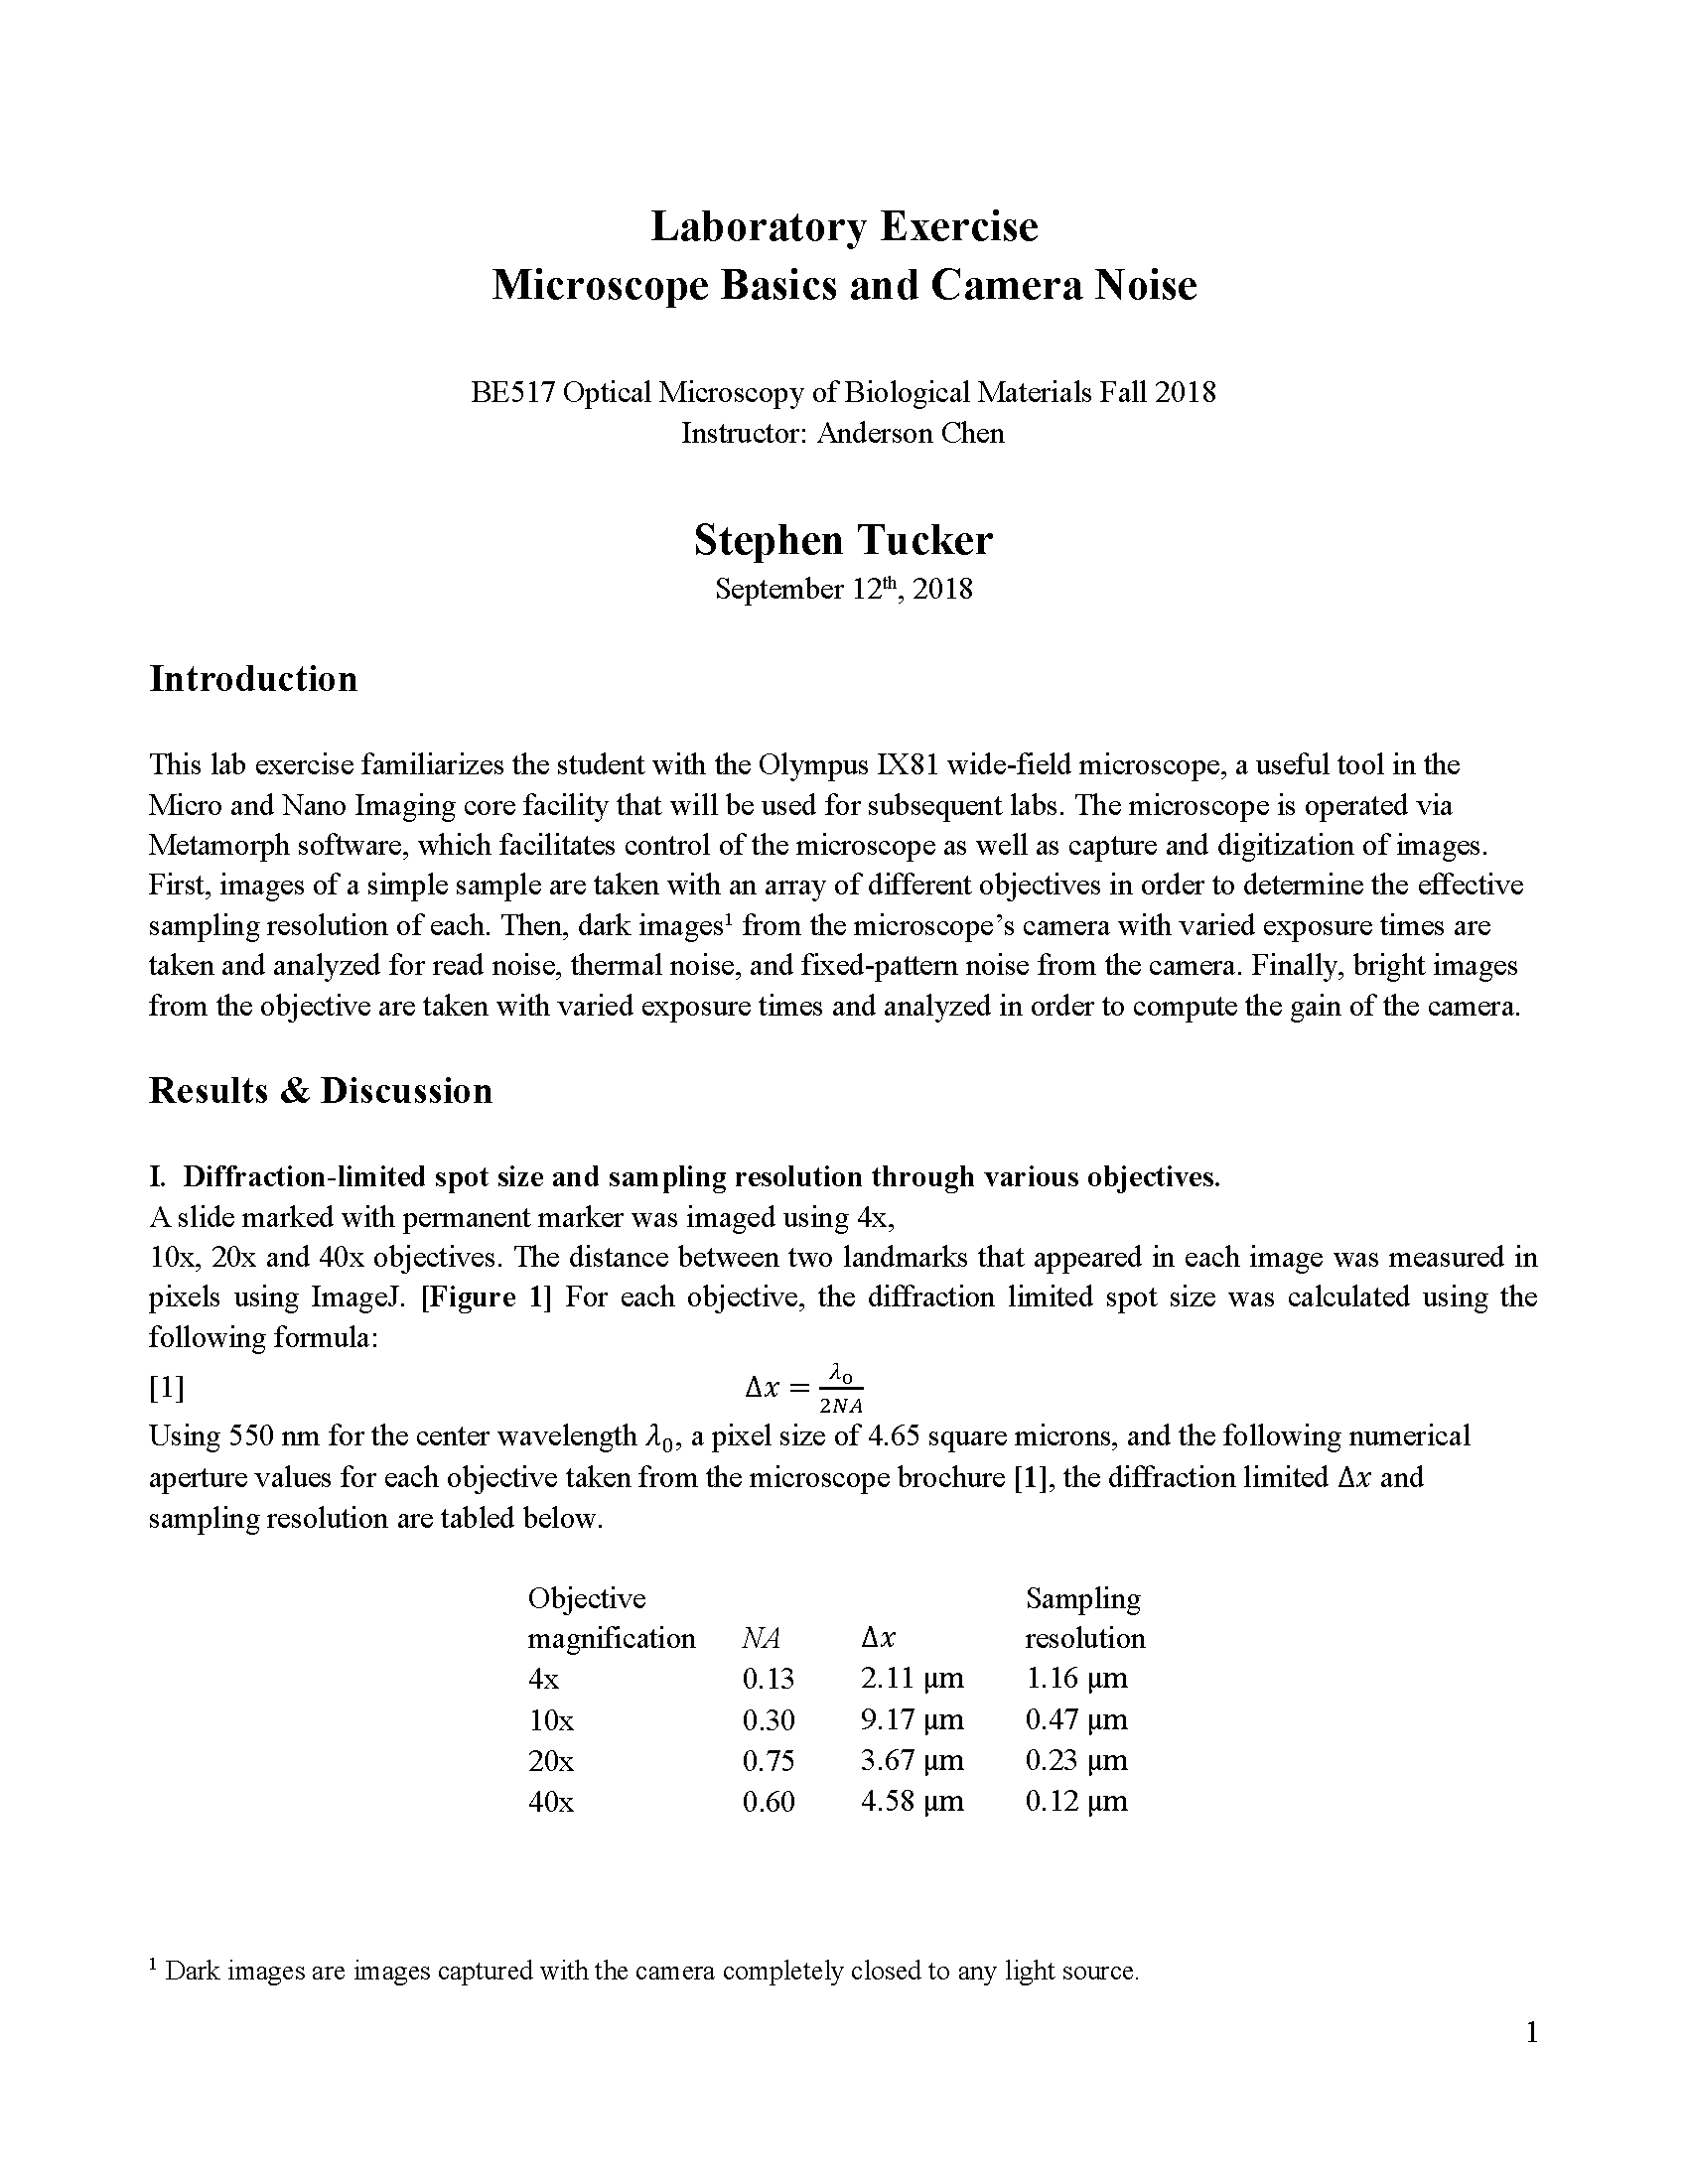 Laboratory Exercise
Microscope Basics and Camera Noise
BE517 Optical Microscopy of Biological Materials Fall 2018
Instructor: Anderson Chen
Stephen Tucker
September 12th, 2018
Introduction
This lab exercise familiarizes the student with the Olympus IX81 wide-field microscope, a useful tool in the
Micro and Nano Imaging core facility that will be used for subsequent labs. The microscope is operated via
Metamorph software, which facilitates control of the microscope as well as capture and digitization of images.
First, images of a simple sample are taken with an array of different objectives in order to determine the effective
sampling resolution of each. Then, dark images¹ from the microscope’s camera with varied exposure times are
taken and analyzed for read noise, thermal noise, and fixed-pattern noise from the camera. Finally, bright images
from the objective are taken with varied exposure times and analyzed in order to compute the gain of the camera.
Results & Discussion
I. Diffraction-limited spot size and sampling resolution through various objectives.
A slide marked with permanent marker was imaged using 4x,
10x, 20x and 40x objectives. The distance between two landmarks that appeared in each image was measured in
pixels using ImageJ. [Figure 1] For each objective, the diffraction limited spot size was calculated using the
following formula:
[1] Δx = λ₀/2NA
Using 550 nm for the center wavelength λ₀, a pixel size of 4.65 square microns, and the following numerical
aperture values for each objective taken from the microscope brochure [1], the diffraction limited Δx and
sampling resolution are tabled below.
Objective Sampling
magnification NA Δx resolution
4x 0.13 2.11 μm 1.16 μm
10x 0.30 9.17 μm 0.47 μm
20x 0.75 3.67 μm 0.23 μm
40x 0.60 4.58 μm 0.12 μm
¹ Dark images are images captured with the camera completely closed to any light source.
1